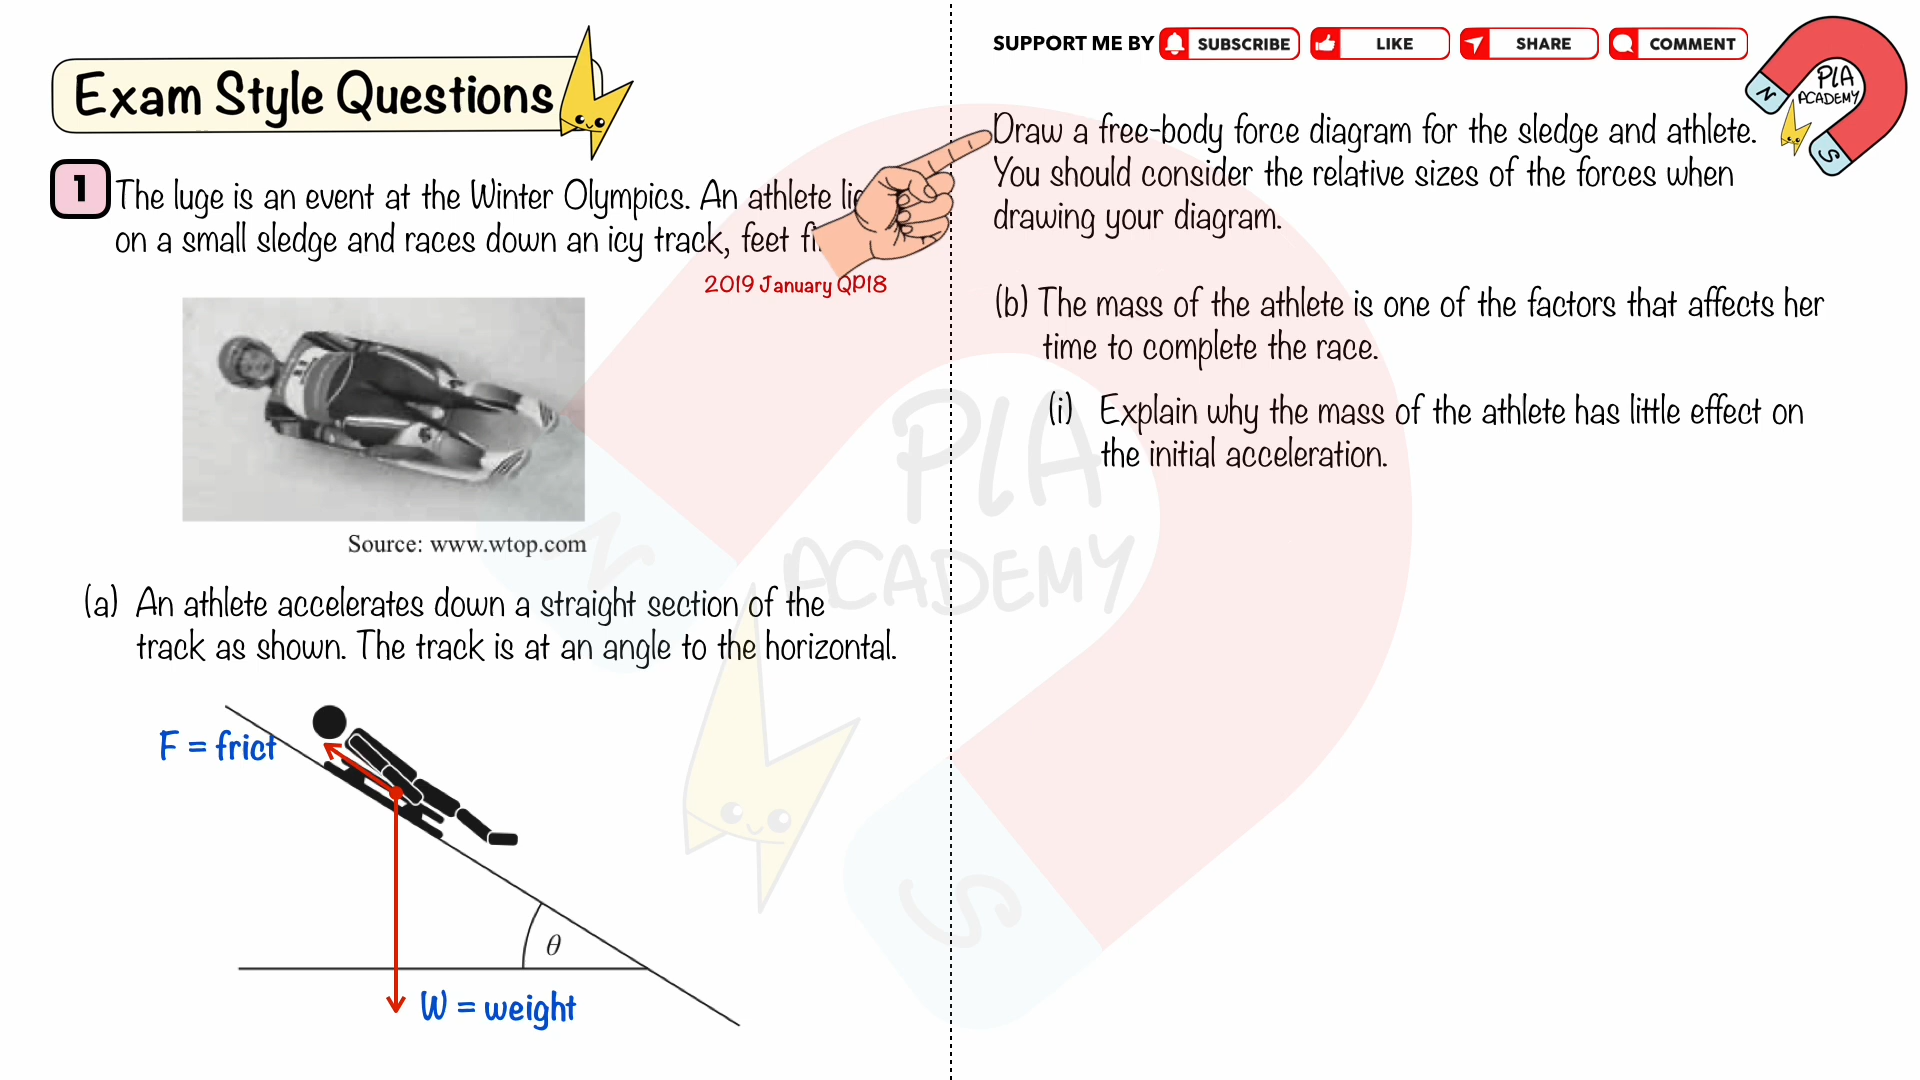 Exam Style Questions
1
The luge is an event at the Winter Olympics. An athlete
on a small sledge and races down an icy track, feet
2019 January QP18
Source: www.wtop.com
(a) An athlete accelerates down a straight section of the
track as shown. The track is at an angle to the horizontal.
F = frict
θ
W = weight
SUPPORT ME BY SUBSCRIBE LIKE SHARE COMMENT
N PLA ACADEMY S
Draw a free-body force diagram for the sledge and athlete.
You should consider the relative sizes of the forces when
drawing your diagram.
(b) The mass of the athlete is one of the factors that affects her
time to complete the race.
(i) Explain why the mass of the athlete has little effect on
the initial acceleration.
PLA
ACADEMY
N
S